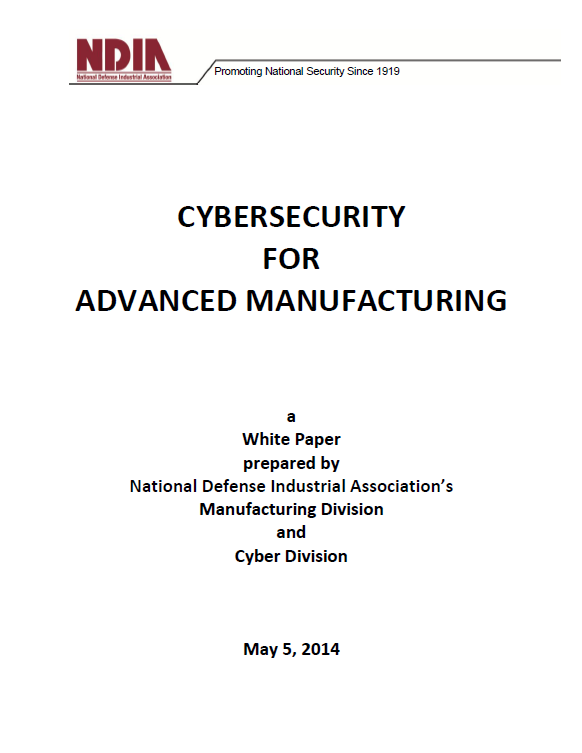 NDIA
National Defense Industrial Association
Promoting National Security Since 1919
CYBERSECURITY
FOR
ADVANCED MANUFACTURING
a
White Paper
prepared by
National Defense Industrial Association’s
Manufacturing Division
and
Cyber Division
May 5, 2014